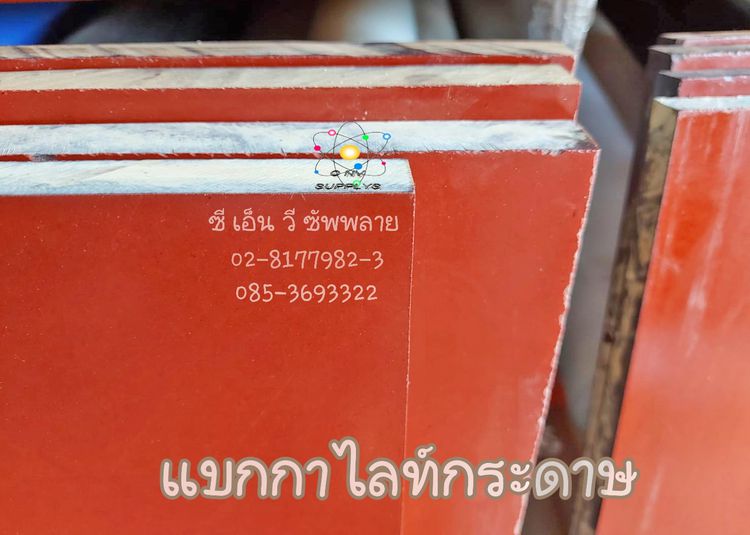 C NV
SUPPLYS
ซี เอ็น วี ซัพพลาย
02-8177982-3
085-3693322
แบกกาไลท์กระดาษ